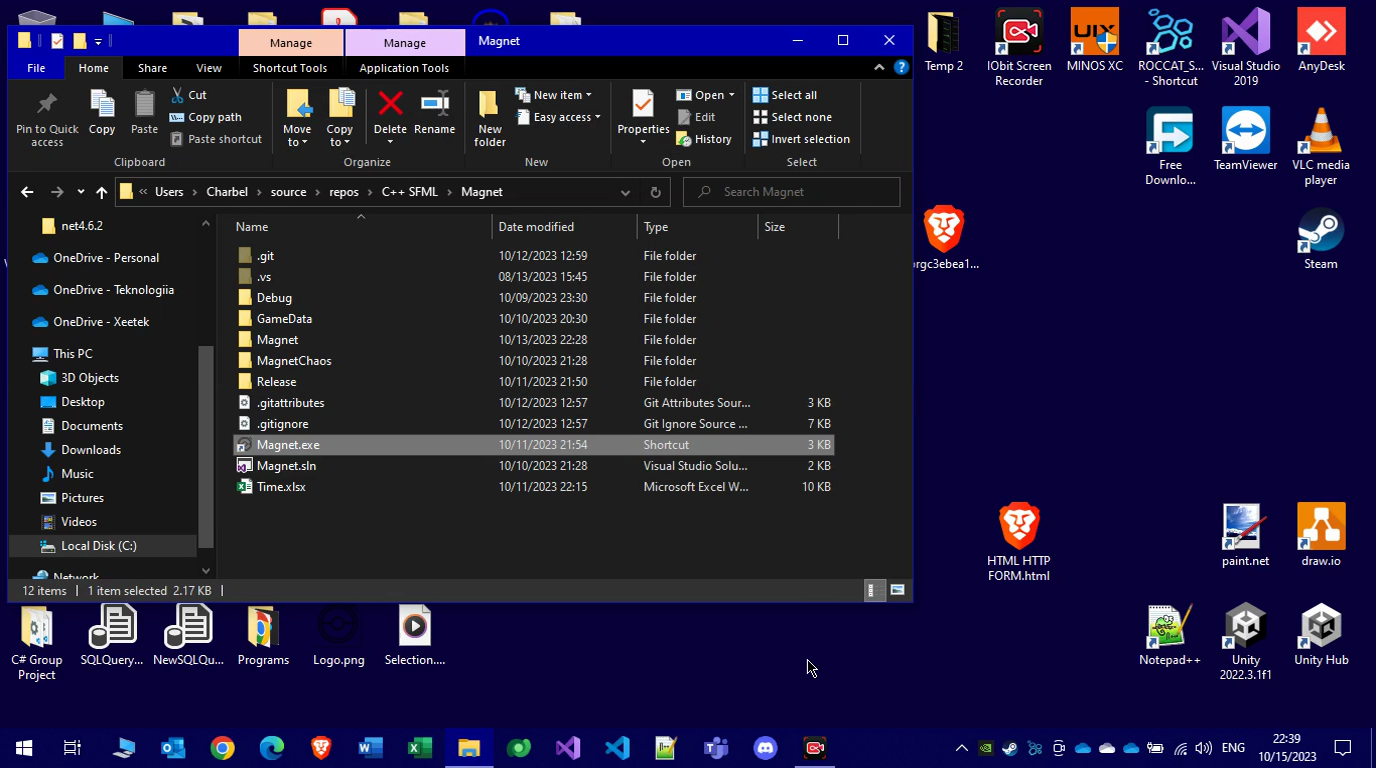 Manage
Manage
Magnet
File
Home
Share
View
Shortcut Tools
Application Tools
Pin to Quick
access
Copy
Paste
Cut
Copy path
Paste shortcut
Clipboard
Move
to
Copy
to
Delete
Rename
Organize
New
folder
New item
Easy access
New
Properties
Open
Edit
History
Open
Select all
Select none
Invert selection
Select
« Users > Charbel > source > repos > C++ SFML > Magnet
Search Magnet
net4.6.2
OneDrive - Personal
OneDrive - Teknologiia
OneDrive - Xeetek
This PC
3D Objects
Desktop
Documents
Downloads
Music
Pictures
Videos
Local Disk (C:)
Network
Name Date modified Type Size
.git 10/12/2023 12:59 File folder
.vs 08/13/2023 15:45 File folder
Debug 10/09/2023 23:30 File folder
GameData 10/10/2023 20:30 File folder
Magnet 10/13/2023 22:28 File folder
MagnetChaos 10/10/2023 21:28 File folder
Release 10/11/2023 21:50 File folder
.gitattributes 10/12/2023 12:57 Git Attributes Sour... 3 KB
.gitignore 10/12/2023 12:57 Git Ignore Source ... 7 KB
Magnet.exe 10/11/2023 21:54 Shortcut 3 KB
Magnet.sln 10/10/2023 21:28 Visual Studio Solu... 2 KB
Time.xlsx 10/11/2023 22:15 Microsoft Excel W... 10 KB
12 items | 1 item selected 2.17 KB |
Temp 2
IObit Screen
Recorder
UIX
MINOS XC
ROCCAT_S...
- Shortcut
Visual Studio
2019
AnyDesk
Free
Downlo...
TeamViewer
VLC media
player
orgc3ebea1...
Steam
HTML HTTP
FORM.html
paint.net
draw.io
C# Group
Project
SQLQuery...
NewSQLQu...
Programs
Logo.png
Selection....
Notepad++
Unity
2022.3.1f1
Unity Hub
ENG
22:39
10/15/2023